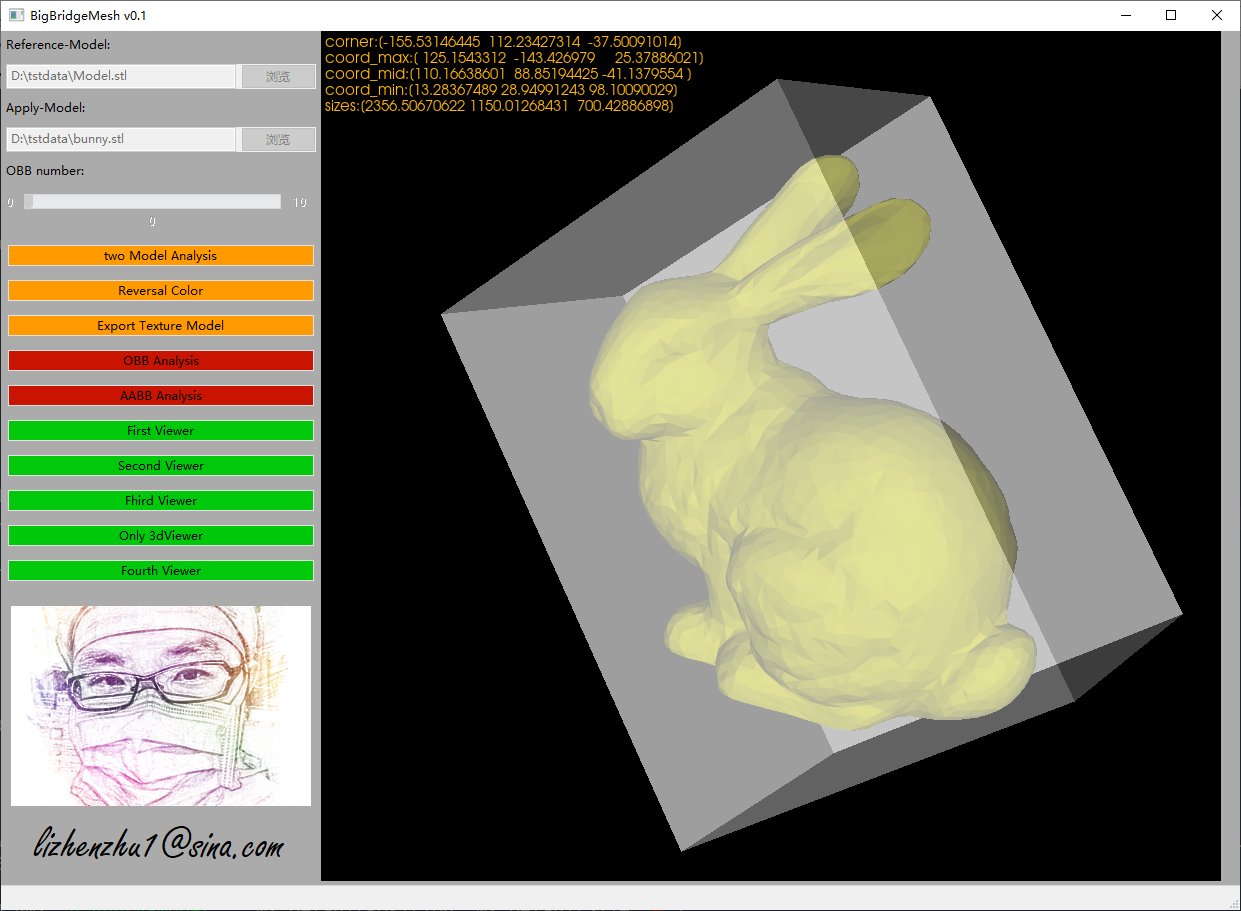 BigBridgeMesh v0.1
Reference-Model:
D:\tstdata\Model.stl 浏览
Apply-Model:
D:\tstdata\bunny.stl 浏览
OBB number:
0 10
0
two Model Analysis
Reversal Color
Export Texture Model
OBB Analysis
AABB Analysis
First Viewer
Second Viewer
Fhird Viewer
Only 3dViewer
Fourth Viewer
lizhenzhu1@sina.com
corner:[-155.53146445 112.23427314 -37.50091014]
coord_max:[ 125.1543312 -143.426979 25.37886021]
coord_mid:[110.16638601 88.85194425 -41.1379554 ]
coord_min:[13.28367489 28.94991243 98.10090029]
sizes:[2356.50670622 1150.01268431 700.42886898]